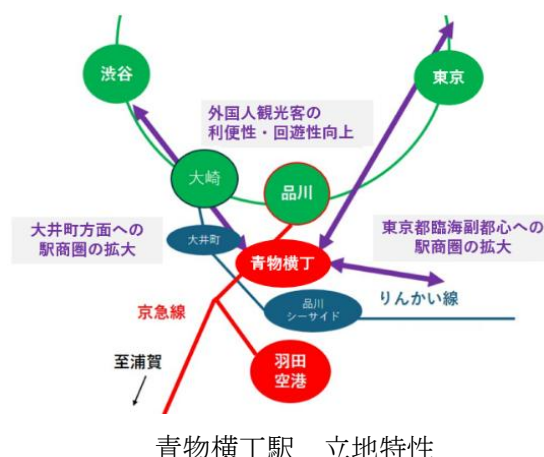 渋谷
東京
外国人観光客の
利便性・回遊性向上
大崎
品川
大井町方面への
駅商圏の拡大
大井町
東京都臨海副都心への
駅商圏の拡大
青物横丁
品川
シーサイド
りんかい線
京急線
至浦賀
羽田
空港
青物横丁駅 立地特性